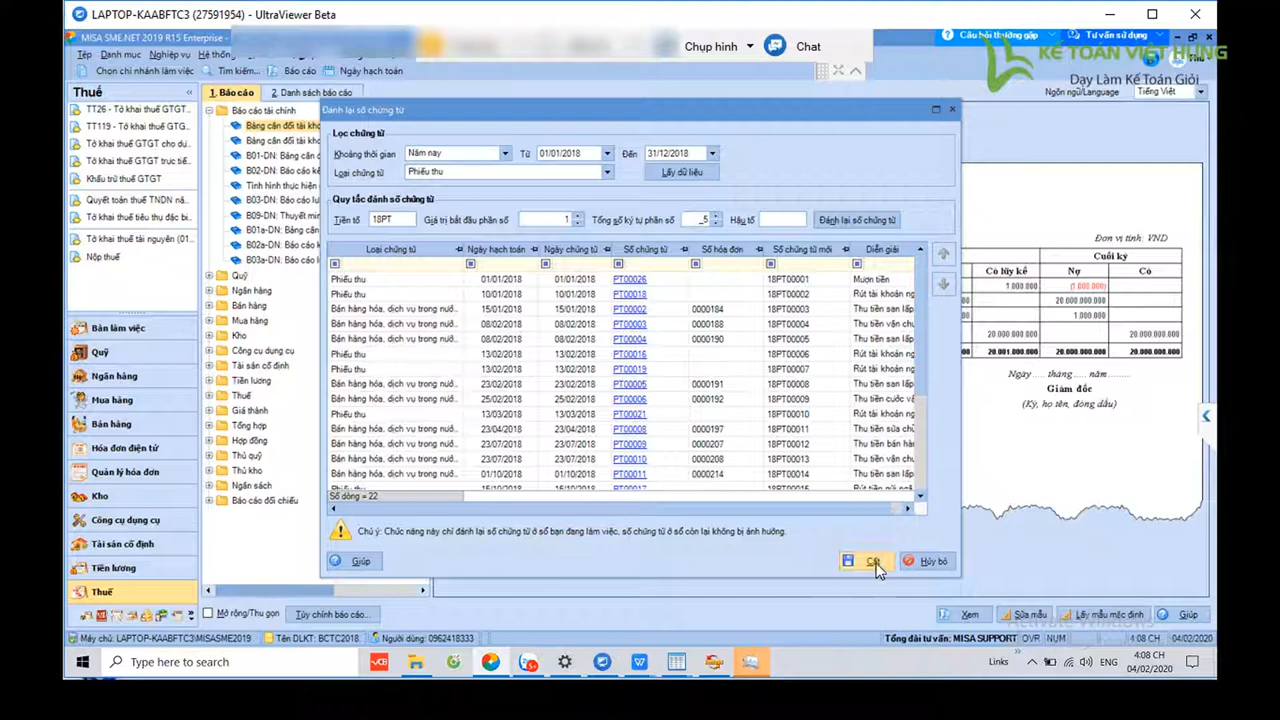 LAPTOP-KAABFTC3 (27591954) - UltraViewer Beta
MISA SME.NET 2019 R15 Enterprise -
Câu hỏi thường gặp
Tư vấn sử dụng
Tệp Danh mục Nghiệp vụ Hệ thống
Chụp hình
Chat
KẾ TOÁN VIỆT HƯNG
Dạy Làm Kế Toán Giỏi
Chọn chi nhánh làm việc Tìm kiếm... Báo cáo Ngày hạch toán
Ngôn ngữ/Language Tiếng Việt
Thuế
1. Báo cáo
2. Danh sách báo cáo
TT26 - Tờ khai thuế GTGT...
TT119 - Tờ khai thuế GTG...
Tờ khai thuế GTGT cho dự...
Tờ khai thuế GTGT trực tiế...
Khấu trừ thuế GTGT
Quyết toán thuế TNDN nă...
Tờ khai thuế tiêu thụ đặc bi...
Tờ khai thuế tài nguyên (01...
Nộp thuế
Báo cáo tài chính
Bảng cân đối tài kho
Bảng cân đối tài kho
B01-DN: Bảng cân đ
B02-DN: Báo cáo kế
Tình hình thực hiện
B03-DN: Báo cáo lư
B09-DN: Thuyết min
B01a-DN: Bảng cân
B02a-DN: Báo cáo k
B03a-DN: Báo cáo lư
Quỹ
Ngân hàng
Bán hàng
Mua hàng
Kho
Công cụ dụng cụ
Tài sản cố định
Tiền lương
Thuế
Giá thành
Tổng hợp
Hợp đồng
Thủ quỹ
Thủ kho
Ngân sách
Báo cáo đối chiếu
Bàn làm việc
Quỹ
Ngân hàng
Mua hàng
Bán hàng
Hóa đơn điện tử
Quản lý hóa đơn
Kho
Công cụ dụng cụ
Tài sản cố định
Tiền lương
Thuế
Đánh lại số chứng từ
Lọc chứng từ
Khoảng thời gian Năm nay Từ 01/01/2018 Đến 31/12/2018
Loại chứng từ Phiếu thu Lấy dữ liệu
Quy tắc đánh số chứng từ
Tiền tố 18PT Giá trị bắt đầu phần số 1 Tổng số ký tự phần số _5 Hậu tố Đánh lại số chứng từ
Loại chứng từ Ngày hạch toán Ngày chứng từ Số chứng từ Số hóa đơn Số chứng từ mới Diễn giải
Phiếu thu 01/01/2018 01/01/2018 PT00026 18PT00001 Mượn tiền
Phiếu thu 10/01/2018 10/01/2018 PT00018 18PT00002 Rút tài khoản ng
Bán hàng hóa, dịch vụ trong nướ.. 15/01/2018 15/01/2018 PT00002 0000184 18PT00003 Thu tiền san lấp
Bán hàng hóa, dịch vụ trong nướ.. 08/02/2018 08/02/2018 PT00003 0000188 18PT00004 Thu tiền vận chu
Bán hàng hóa, dịch vụ trong nướ.. 08/02/2018 08/02/2018 PT00004 0000190 18PT00005 Thu tiền san lấp
Phiếu thu 13/02/2018 13/02/2018 PT00016 18PT00006 Rút tài khoản ng
Phiếu thu 13/02/2018 13/02/2018 PT00019 18PT00007 Rút tài khoản ng
Bán hàng hóa, dịch vụ trong nướ.. 23/02/2018 23/02/2018 PT00005 0000191 18PT00008 Thu tiền san lấp
Bán hàng hóa, dịch vụ trong nướ.. 25/02/2018 25/02/2018 PT00006 0000192 18PT00009 Thu tiền cước vậ
Phiếu thu 13/03/2018 13/03/2018 PT00021 18PT00010 Rút tài khoản ng
Bán hàng hóa, dịch vụ trong nướ.. 23/04/2018 23/04/2018 PT00008 0000197 18PT00011 Thu tiền sửa chữ
Bán hàng hóa, dịch vụ trong nướ.. 23/07/2018 23/07/2018 PT00009 0000207 18PT00012 Thu tiền bán hàn
Bán hàng hóa, dịch vụ trong nướ.. 23/07/2018 23/07/2018 PT00010 0000208 18PT00013 Thu tiền vận chu
Bán hàng hóa, dịch vụ trong nướ.. 01/10/2018 01/10/2018 PT00011 0000214 18PT00014 Thu tiền san lấp
Phiếu thu 15/10/2018 15/10/2018 PT00017 18PT00015
Số dòng = 22
Chú ý: Chức năng này chỉ đánh lại số chứng từ ở sổ bạn đang làm việc, số chứng từ ở sổ còn lại không bị ảnh hưởng.
Giúp
Cất
Hủy bỏ
Đơn vị tính: VND
Cuối kỳ
Có lũy kế Nợ Có
1.000.000 (1.000.000)
20.000.000.000
1.000.000
20.000.000.000 20.000.000.000
20.001.000.000 20.000.000.000 20.000.000.000
Ngày ..... tháng ..... năm ........
Giám đốc
(Ký, họ tên, đóng dấu)
Mở rộng/Thu gọn Tùy chỉnh báo cáo...
Xem Sửa mẫu Lấy mẫu mặc định Giúp
Activate Windows
Máy chủ: LAPTOP-KAABFTC3\MISASME2019 Tên DLKT: BCTC2018 Người dùng: 0962418333 Tổng đài tư vấn: MISA SUPPORT OVR NUM 4:08 CH 04/02/2020
Type here to search
Links
ENG
4:08 CH
04/02/2020